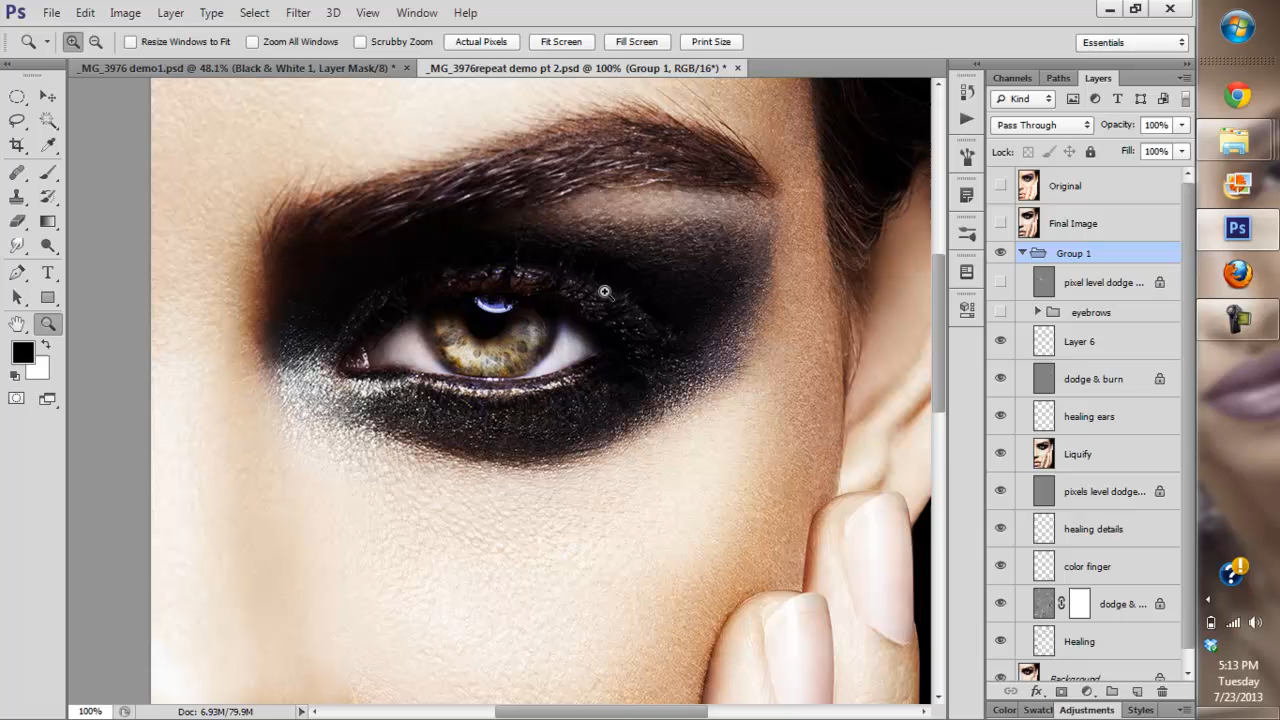 Ps File Edit Image Layer Type Select Filter 3D View Window Help
Resize Windows to Fit Zoom All Windows Scrubby Zoom Actual Pixels Fit Screen Fill Screen Print Size Essentials
_MG_3976 demo1.psd @ 48.1% (Black & White 1, Layer Mask/8) * × _MG_3976repeat demo pt 2.psd @ 100% (Group 1, RGB/16*) * ×
Channels Paths Layers
Kind
Pass Through Opacity: 100%
Lock: Fill: 100%
Original
Final Image
Group 1
pixel level dodge ...
eyebrows
Layer 6
dodge & burn
healing ears
Liquify
pixels level dodge...
healing details
color finger
dodge & ...
Healing
Background
100% Doc: 6.93M/79.9M
Color Swatcl Adjustments Styles
Ps
5:13 PM
Tuesday
7/23/2013